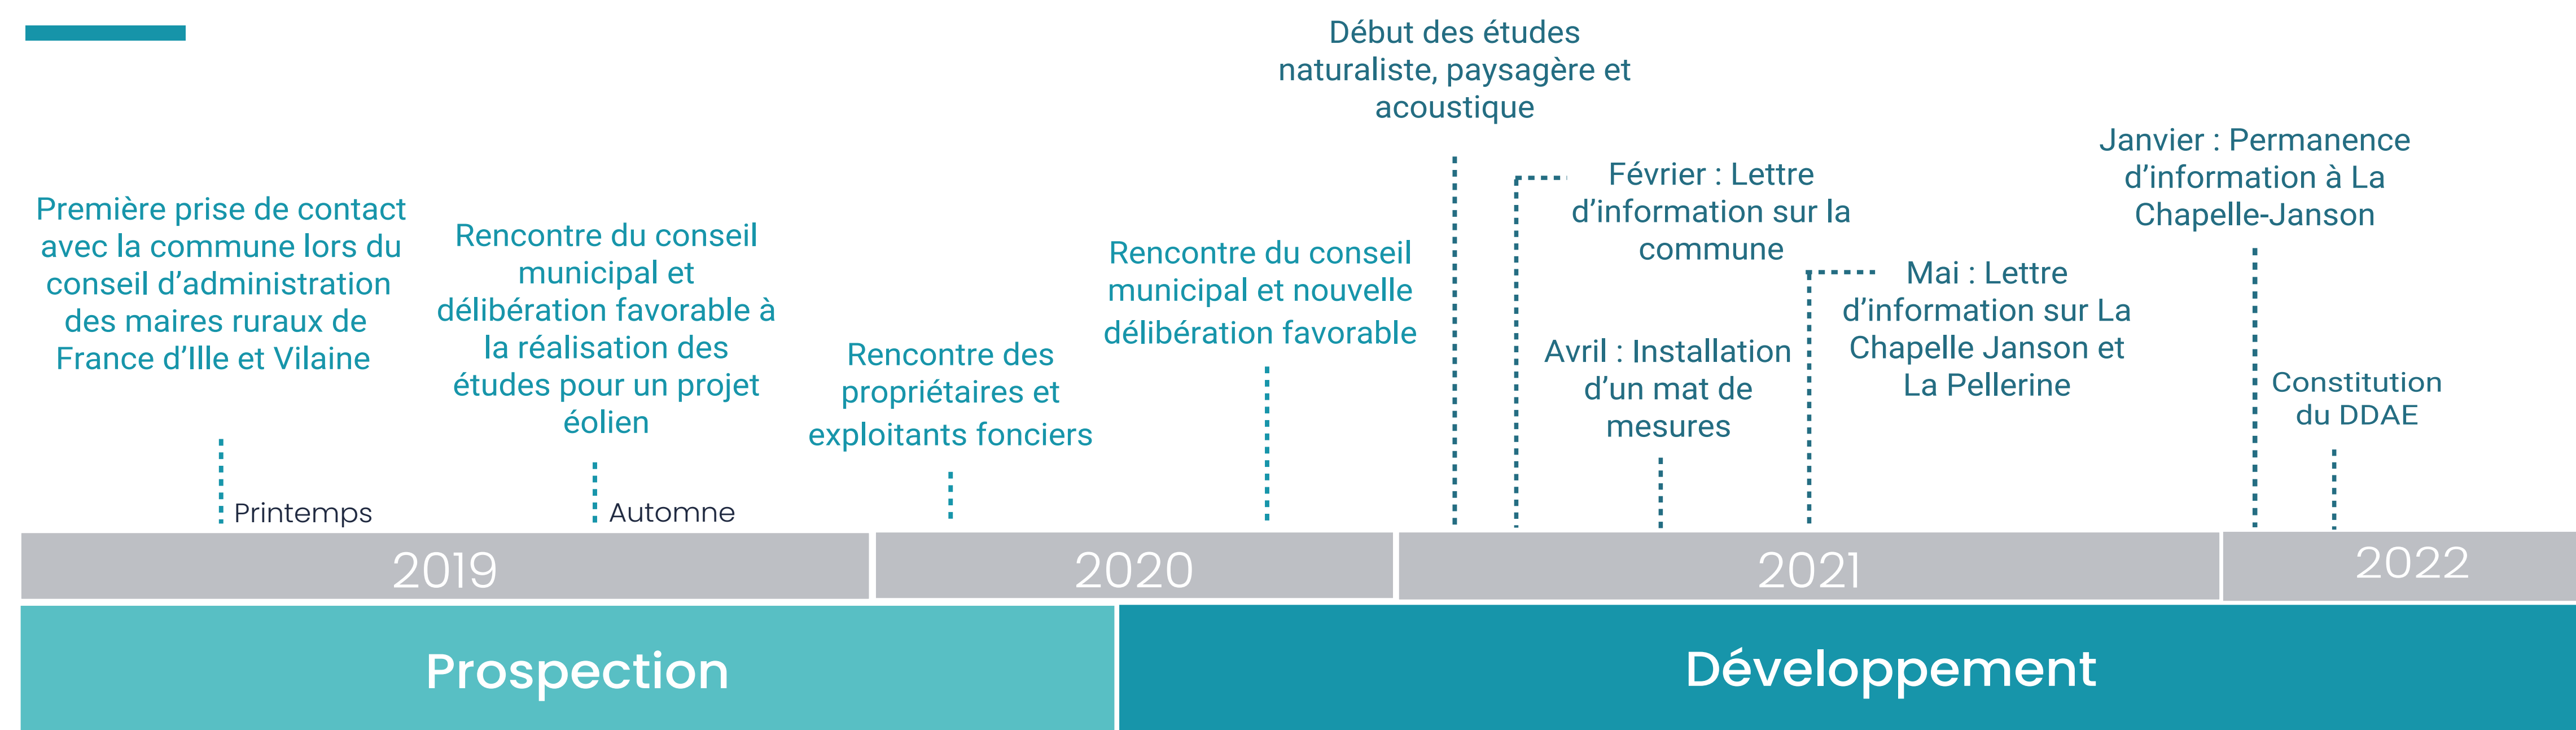 Première prise de contact
avec la commune lors du
conseil d’administration
des maires ruraux de
France d’Ille et Vilaine
Printemps
Rencontre du conseil
municipal et
délibération favorable à
la réalisation des
études pour un projet
éolien
Automne
Rencontre des
propriétaires et
exploitants fonciers
Rencontre du conseil
municipal et nouvelle
délibération favorable
Début des études
naturaliste, paysagère et
acoustique
Février : Lettre
d’information sur la
commune
Avril : Installation
d’un mat de
mesures
Mai : Lettre
d’information sur La
Chapelle Janson et
La Pellerine
Janvier : Permanence
d’information à La
Chapelle-Janson
Constitution
du DDAE
2019
2020
2021
2022
Prospection
Développement